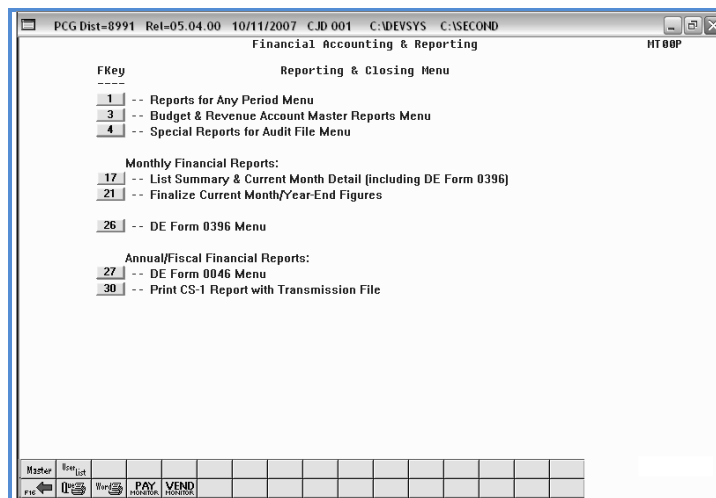 PCG Dist=8991 Rel=05.04.00 10/11/2007 CJD 001 C:\DEVSYS C:\SECOND
Financial Accounting & Reporting MT00P
FKey Reporting & Closing Menu
----
1 -- Reports for Any Period Menu
3 -- Budget & Revenue Account Master Reports Menu
4 -- Special Reports for Audit File Menu
Monthly Financial Reports:
17 -- List Summary & Current Month Detail (including DE Form 0396)
21 -- Finalize Current Month/Year-End Figures
26 -- DE Form 0396 Menu
Annual/Fiscal Financial Reports:
27 -- DE Form 0046 Menu
30 -- Print CS-1 Report with Transmission File
Master User List
F16 Que Word PAY MONITOR VEND MONITOR